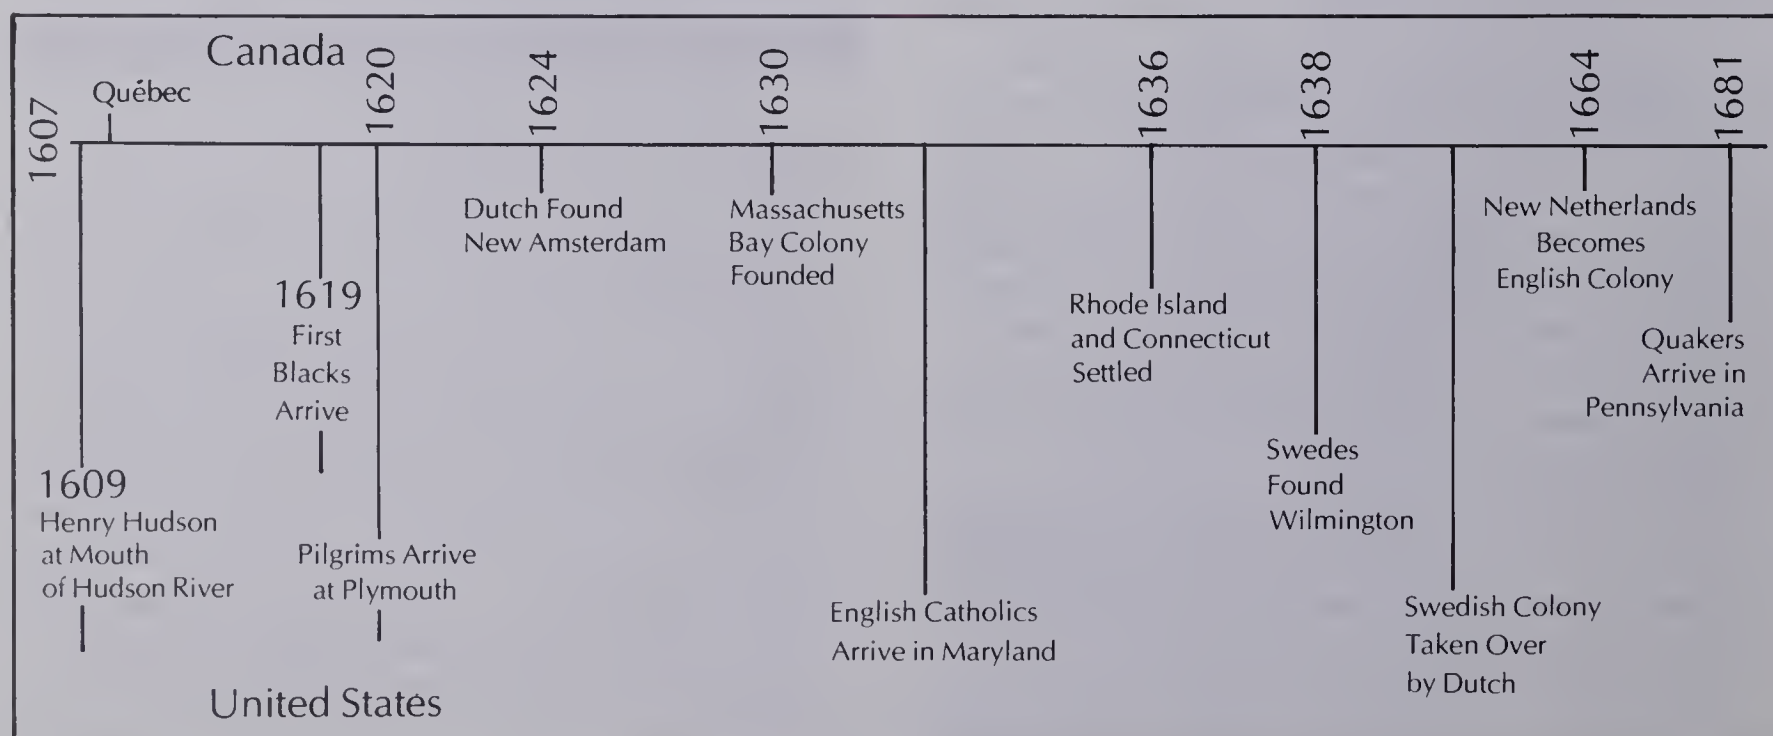 Canada
Québec
1607
1620
1624
1630
1636
1638
1664
1681
Dutch Found
New Amsterdam
Massachusetts
Bay Colony
Founded
New Netherlands
Becomes
English Colony
1619
First
Blacks
Arrive
Rhode Island
and Connecticut
Settled
Quakers
Arrive in
Pennsylvania
1609
Henry Hudson
at Mouth
of Hudson River
Swedes
Found
Wilmington
Pilgrims Arrive
at Plymouth
English Catholics
Arrive in Maryland
Swedish Colony
Taken Over
by Dutch
United States